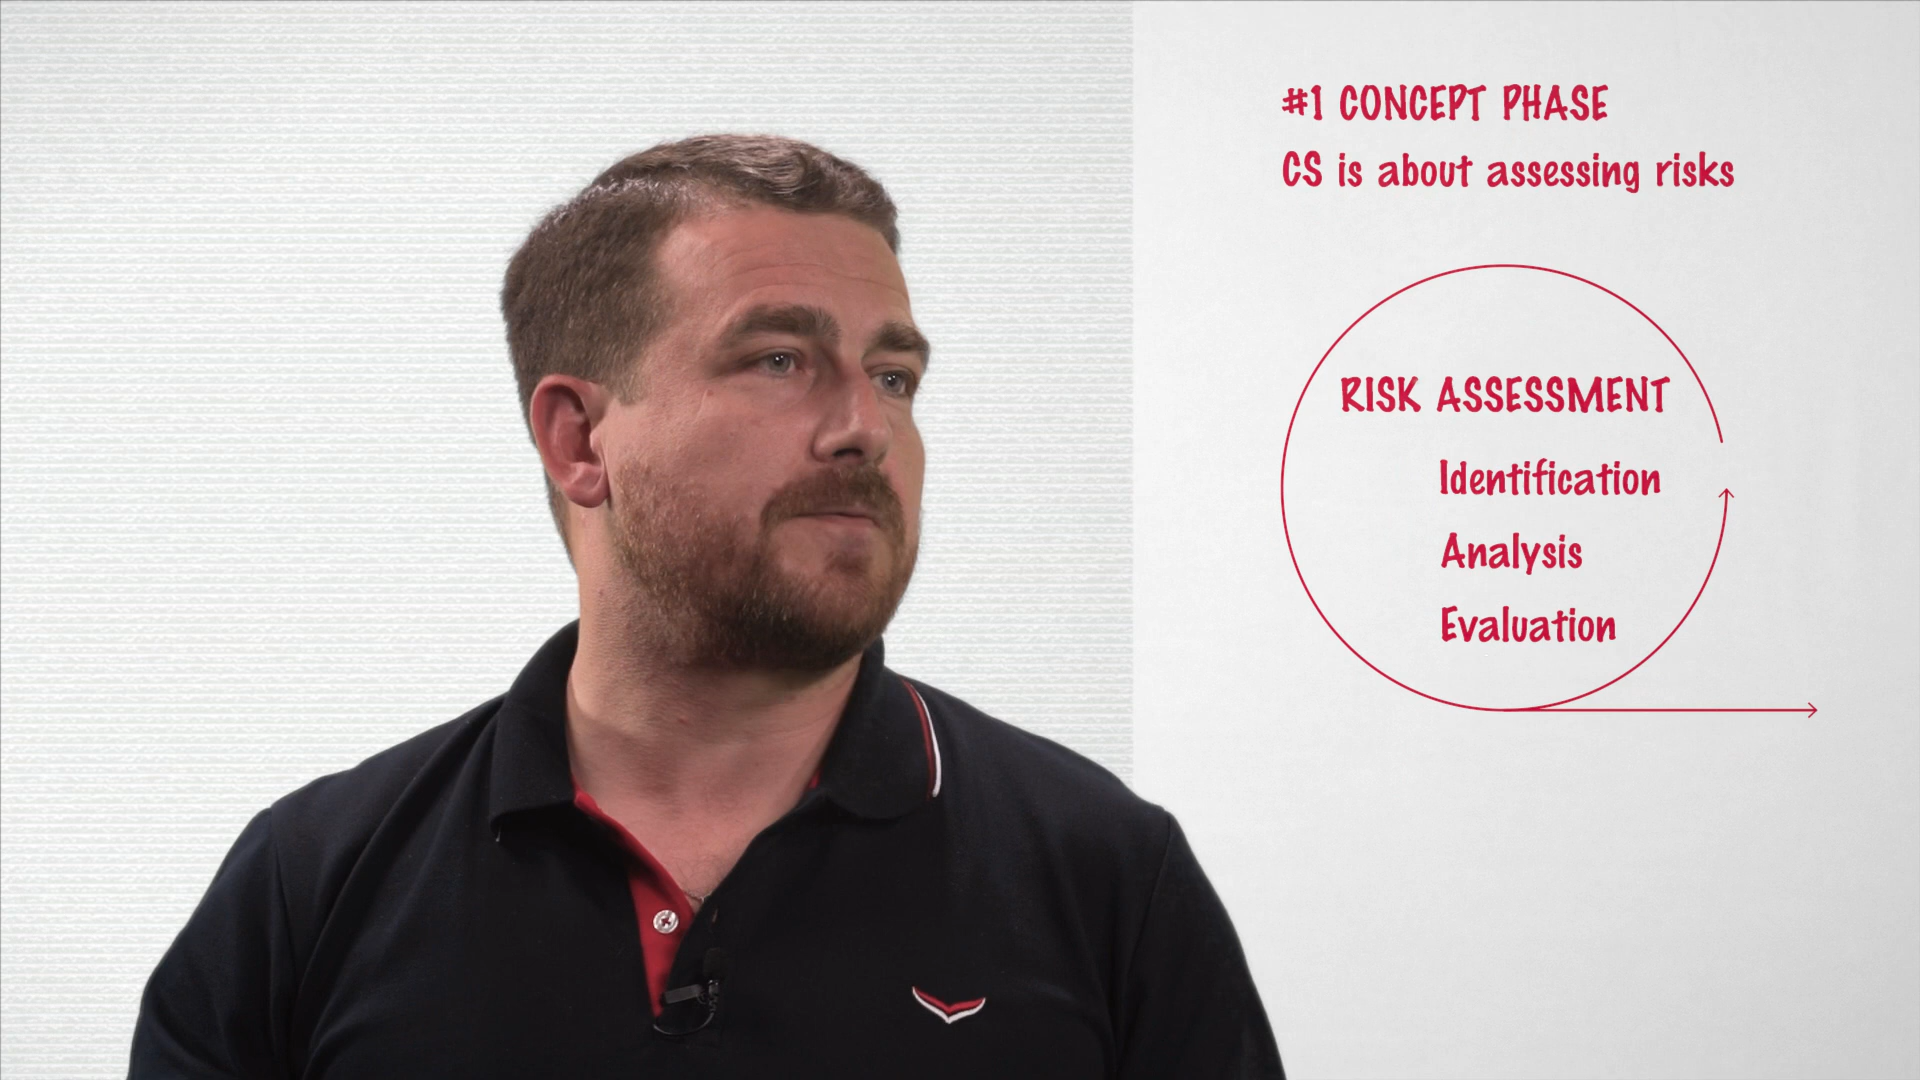 #1 CONCEPT PHASE
CS is about assessing risks
RISK ASSESSMENT
Identification
Analysis
Evaluation